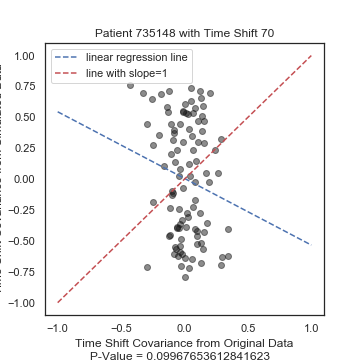 Patient 735148 with Time Shift 70
linear regression line
line with slope=1
1.00
0.75
0.50
0.25
0.00
−0.25
−0.50
−0.75
−1.00
−1.0
−0.5
0.0
0.5
1.0
Time Shift Covariance from Original Data
P-Value = 0.09967653612841623